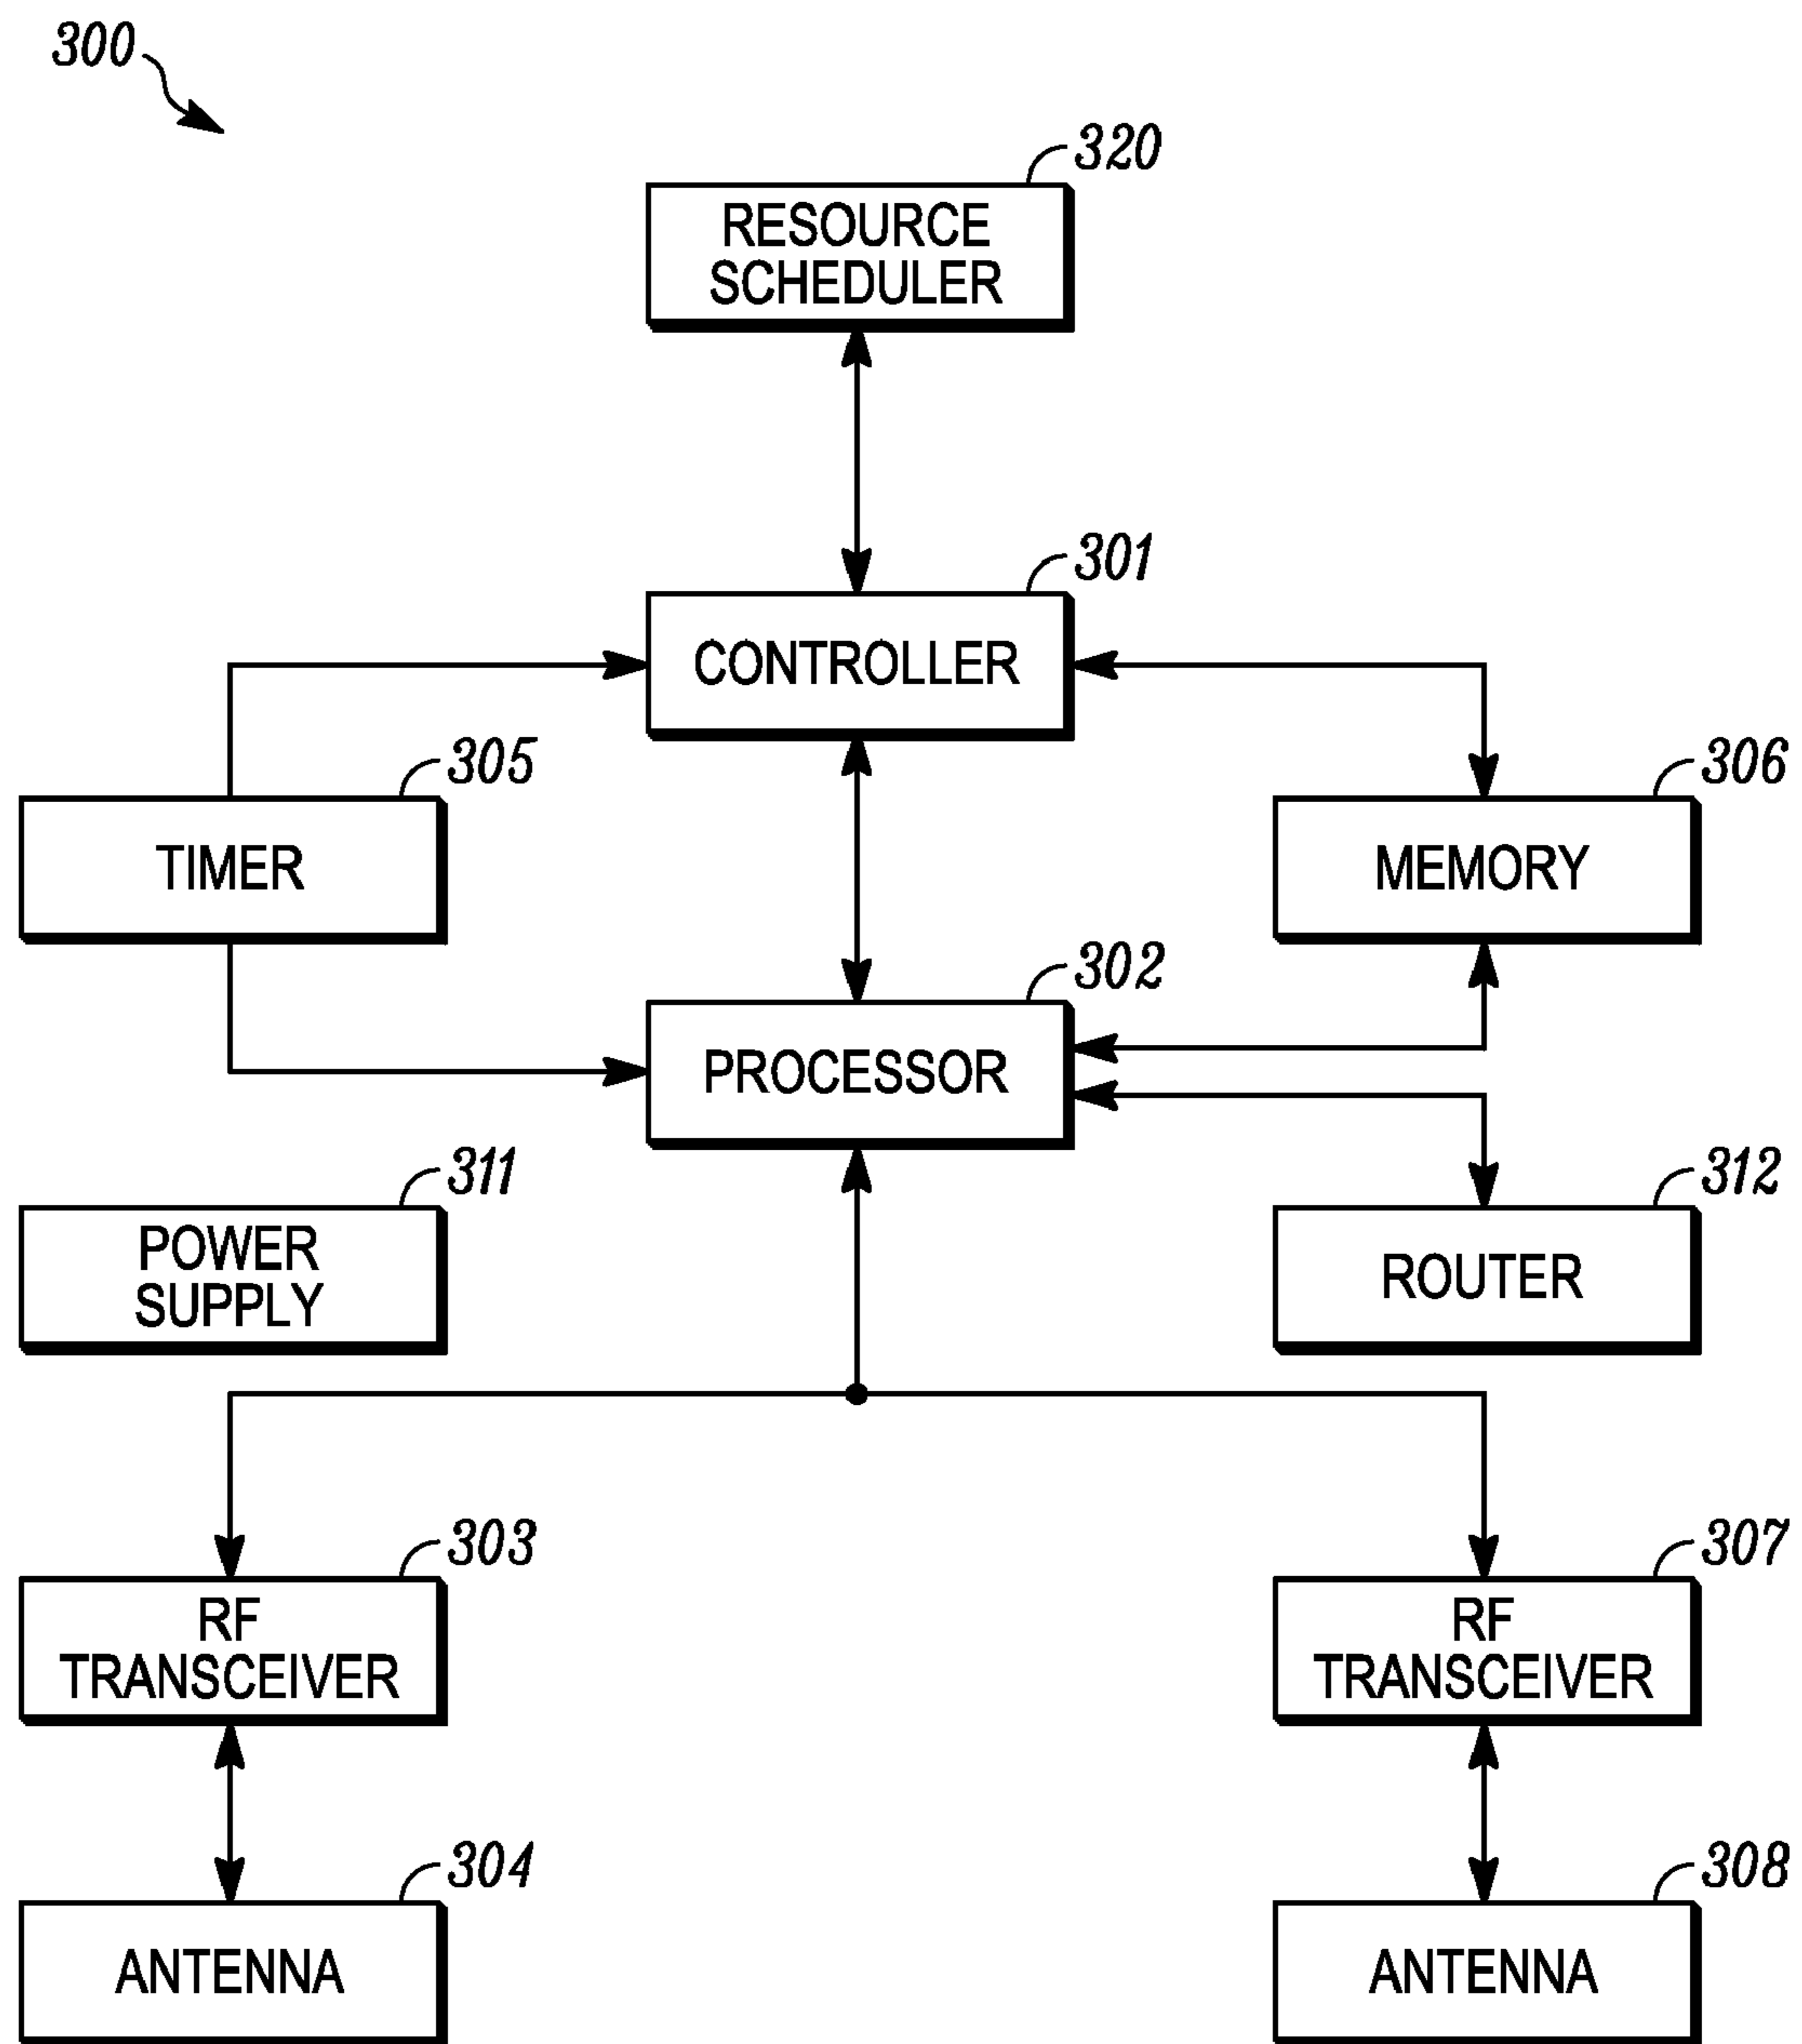 300
320
RESOURCE
SCHEDULER
301
CONTROLLER
305
TIMER
306
MEMORY
302
PROCESSOR
311
POWER
SUPPLY
312
ROUTER
303
RF
TRANSCEIVER
307
RF
TRANSCEIVER
304
ANTENNA
308
ANTENNA